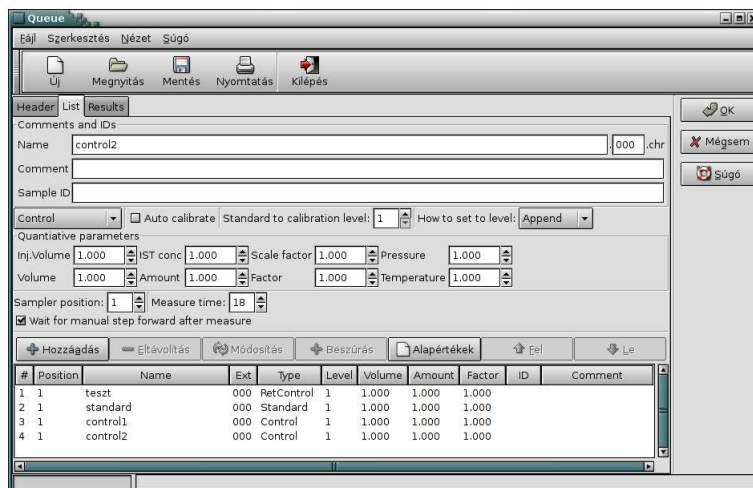 Queue
Fájl Szerkesztés Nézet Súgó
Új Megnyitás Mentés Nyomtatás Kilépés
Header List Results
OK
Mégsem
Súgó
Comments and IDs
Name control2 .000 .chr
Comment
Sample ID
Control Auto calibrate Standard to calibration level: 1 How to set to level: Append
Quantiative parameters
Inj.Volume 1.000 IST conc 1.000 Scale factor 1.000 Pressure 1.000
Volume 1.000 Amount 1.000 Factor 1.000 Temperature 1.000
Sampler position: 1 Measure time: 18
Wait for manual step forward after measure
Hozzáadás Eltávolítás Módosítás Beszúrás Alapértékek Fel Le
# Position Name Ext Type Level Volume Amount Factor ID Comment
1 1 teszt 000 RetControl 1 1.000 1.000 1.000
2 1 standard 000 Standard 1 1.000 1.000 1.000
3 1 control1 000 Control 1 1.000 1.000 1.000
4 1 control2 000 Control 1 1.000 1.000 1.000